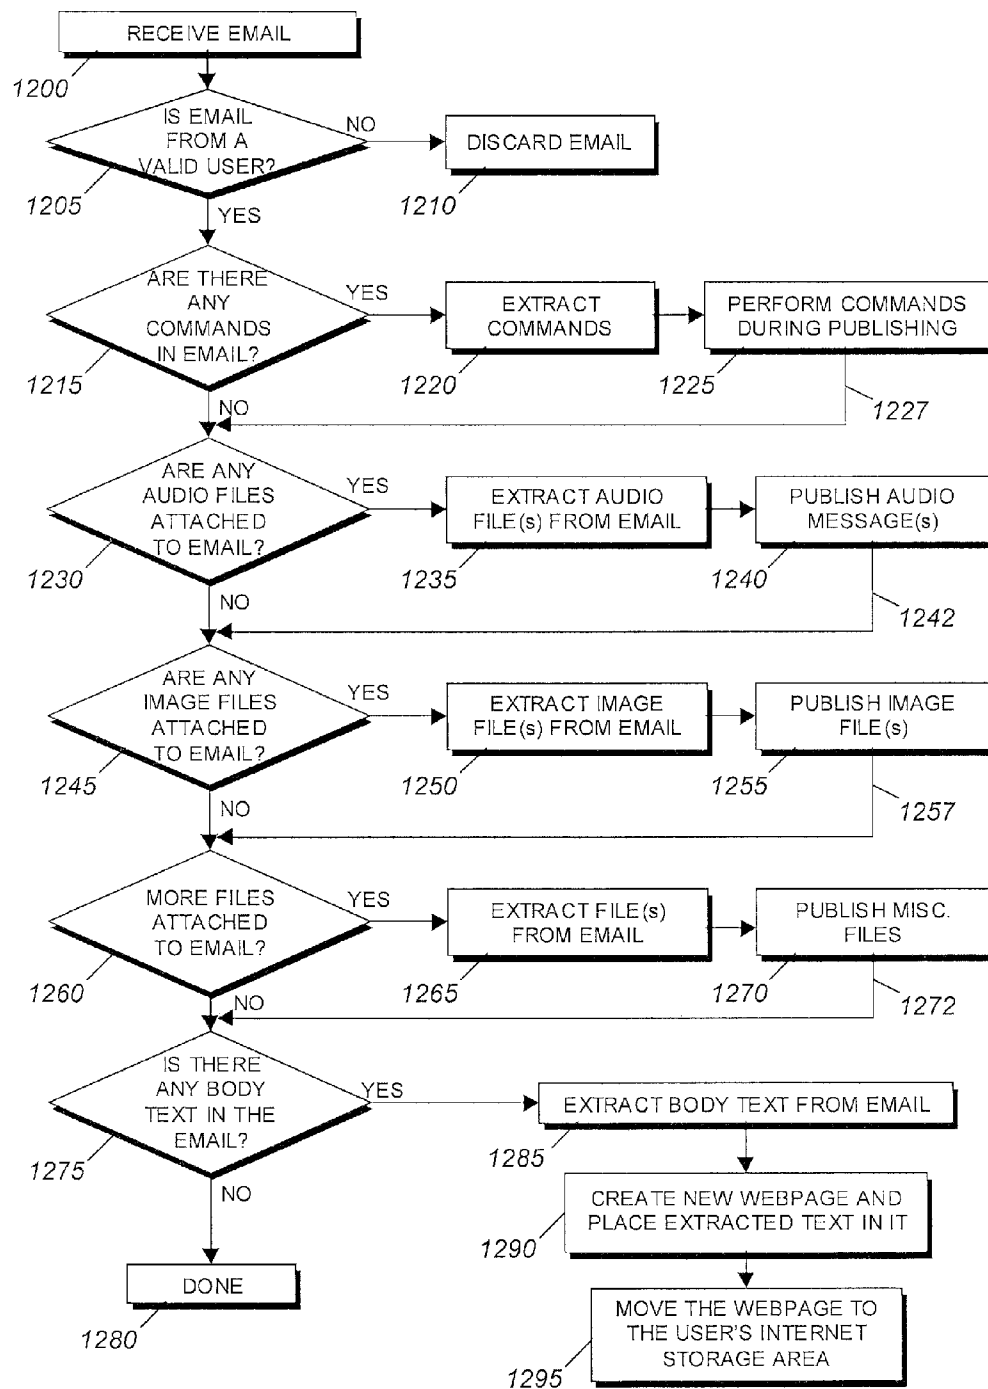 RECEIVE EMAIL
1200
IS EMAIL
FROM A
VALID USER?
NO
DISCARD EMAIL
1205
1210
YES
ARE THERE
ANY
COMMANDS
IN EMAIL?
YES
EXTRACT
COMMANDS
PERFORM COMMANDS
DURING PUBLISHING
1215
1220
1225
1227
NO
ARE ANY
AUDIO FILES
ATTACHED
TO EMAIL?
YES
EXTRACT AUDIO
FILE(s) FROM EMAIL
PUBLISH AUDIO
MESSAGE(s)
1230
1235
1240
1242
NO
ARE ANY
IMAGE FILES
ATTACHED
TO EMAIL?
YES
EXTRACT IMAGE
FILE(s) FROM EMAIL
PUBLISH IMAGE
FILE(s)
1245
1250
1255
1257
NO
MORE FILES
ATTACHED
TO EMAIL?
YES
EXTRACT FILE(s)
FROM EMAIL
PUBLISH MISC.
FILES
1260
1265
1270
1272
NO
IS THERE
ANY BODY
TEXT IN THE
EMAIL?
YES
EXTRACT BODY TEXT FROM EMAIL
1275
1285
NO
CREATE NEW WEBPAGE AND
PLACE EXTRACTED TEXT IN IT
1290
DONE
1280
MOVE THE WEBPAGE TO
THE USER'S INTERNET
STORAGE AREA
1295